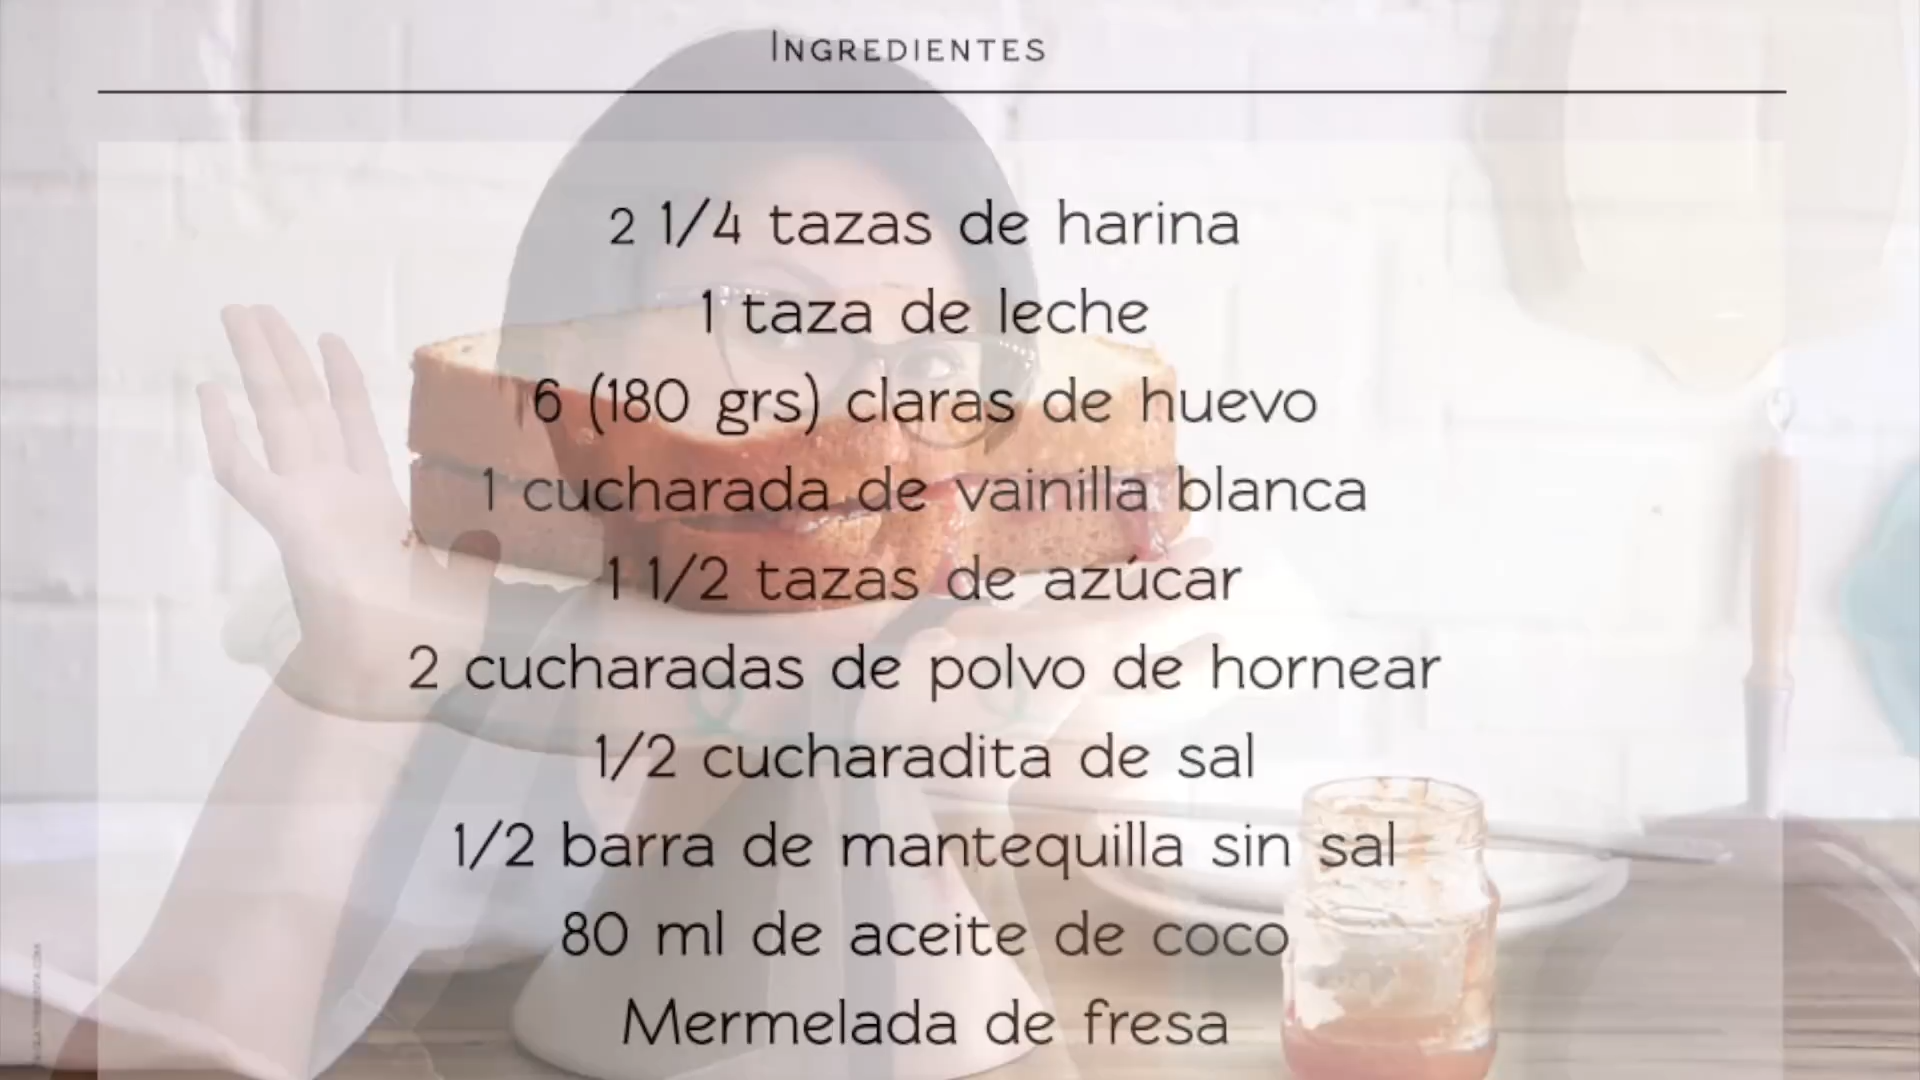 INGREDIENTES
2 1/4 tazas de harina
1 taza de leche
6 (180 grs) claras de huevo
1 cucharada de vainilla blanca
1 1/2 tazas de azúcar
2 cucharadas de polvo de hornear
1/2 cucharadita de sal
1/2 barra de mantequilla sin sal
80 ml de aceite de coco
Mermelada de fresa